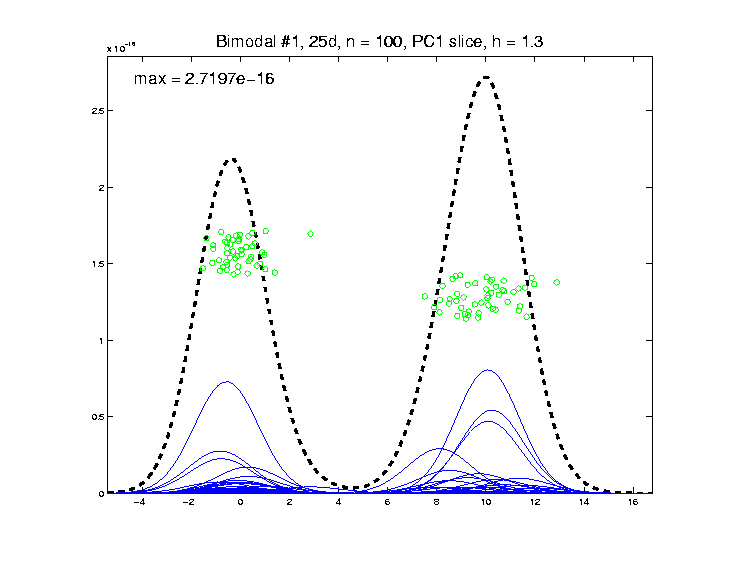 x 10⁻¹⁶
Bimodal #1, 25d, n = 100, PC1 slice, h = 1.3
max = 2.7197e−16
2.5
2
1.5
1
0.5
0
−4 −2 0 2 4 6 8 10 12 14 16